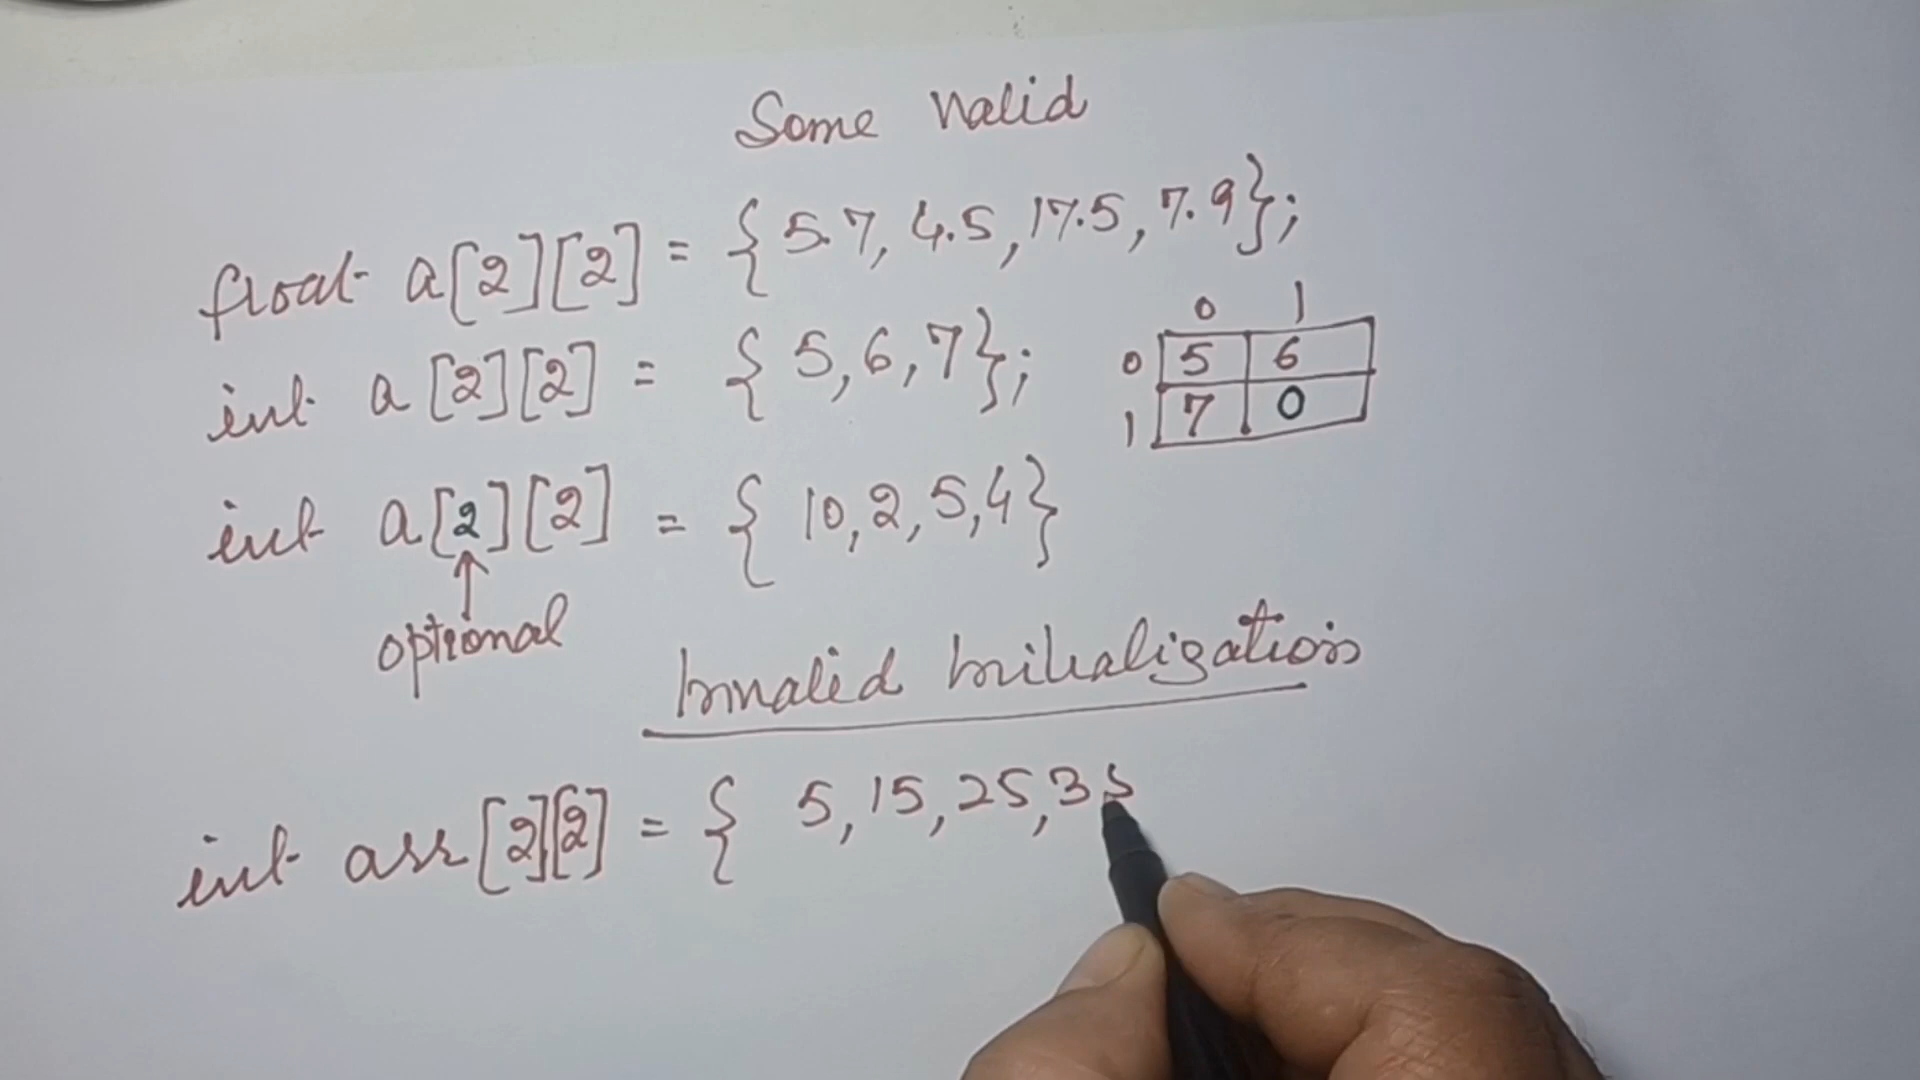 Some Valid
float a[2][2] = {5.7, 4.5, 17.5, 7.9};
int a[2][2] = {5,6,7};
0 1
0 5 6
1 7 0
int a[2][2] = {10,2,5,4}
↑
optional
Invalid Initialization
int arr[2][2] = { 5,15,25,35